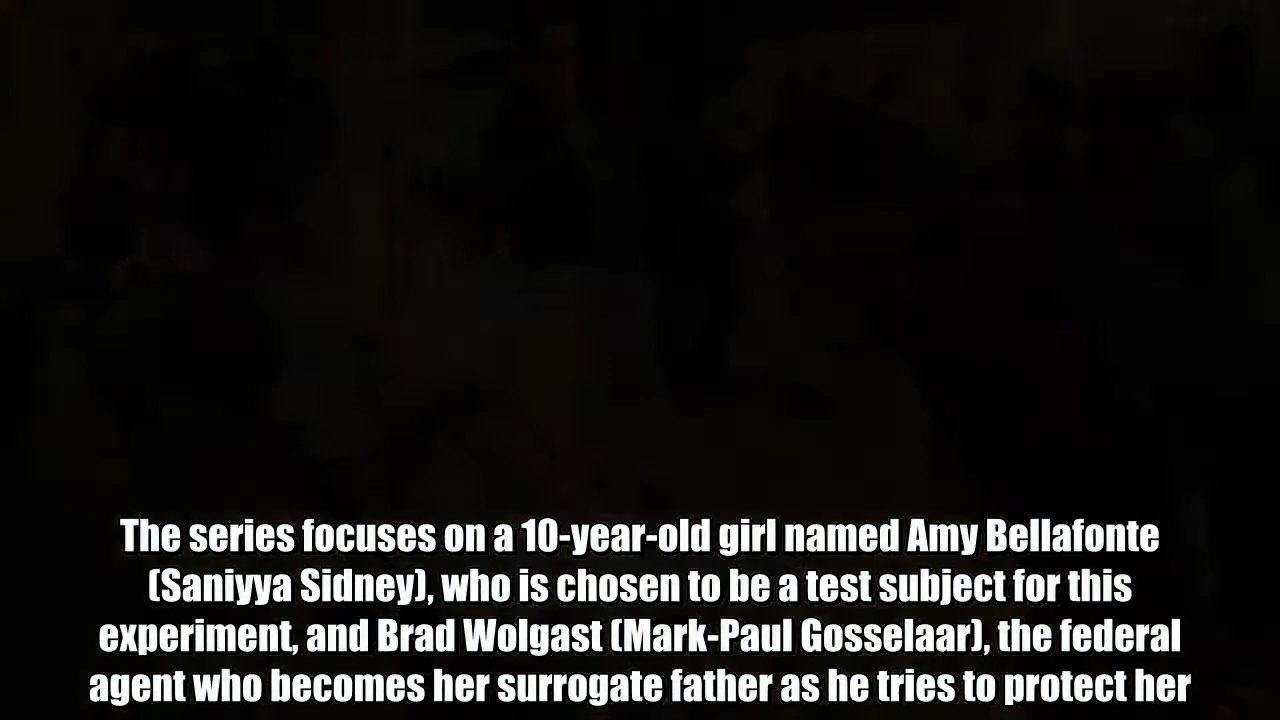 The series focuses on a 10-year-old girl named Amy Bellafonte
(Saniyya Sidney), who is chosen to be a test subject for this
experiment, and Brad Wolgast (Mark-Paul Gosselaar), the federal
agent who becomes her surrogate father as he tries to protect her